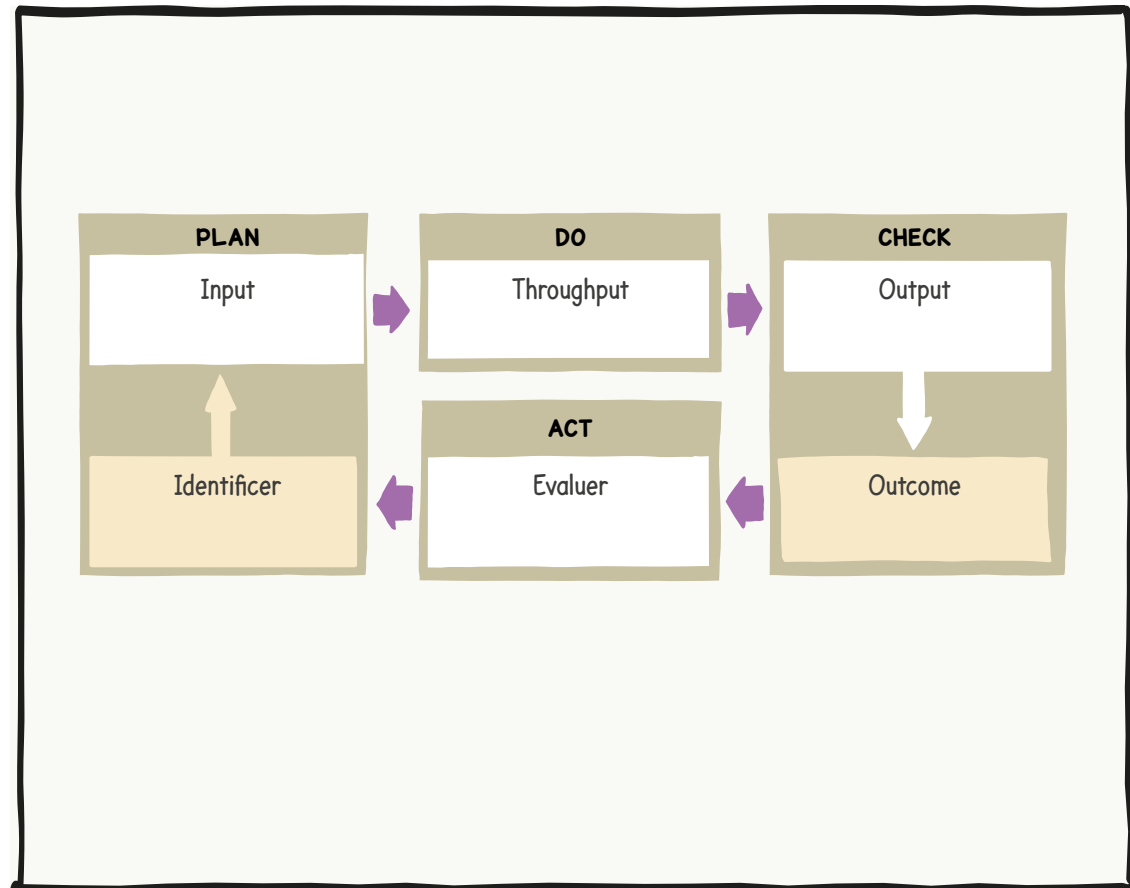 PLAN
Input
DO
Throughput
CHECK
Output
Identificer
ACT
Evaluer
Outcome